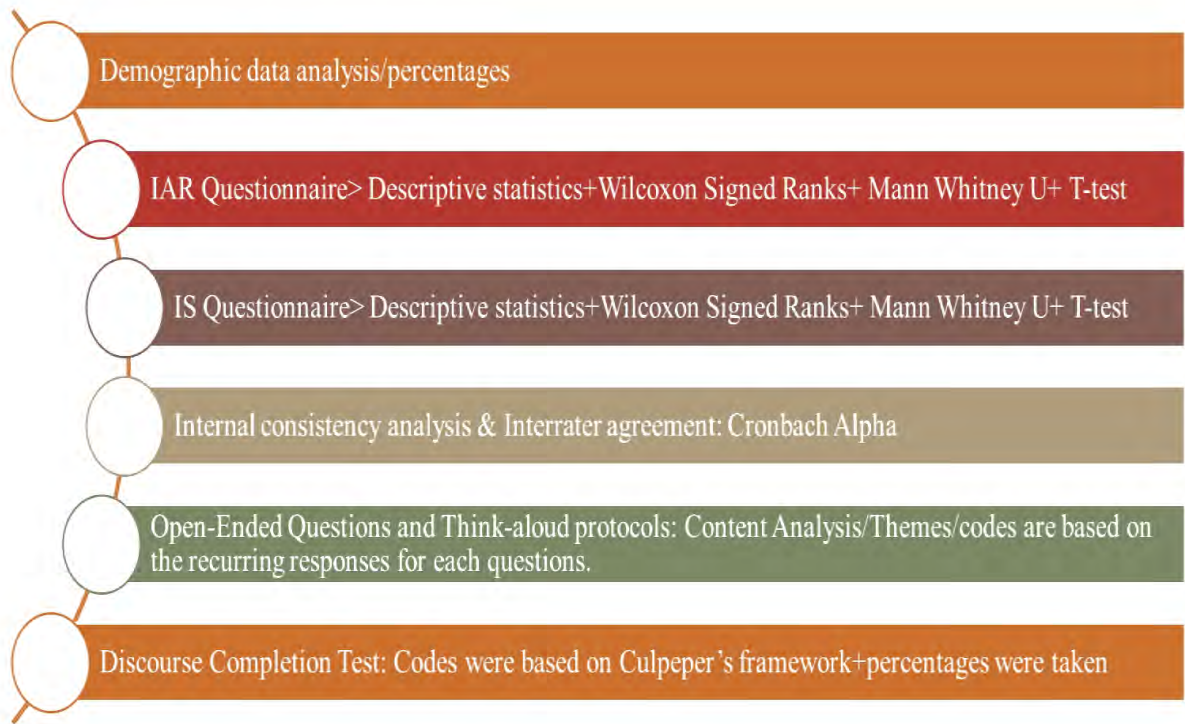 Demographic data analysis/percentages
IAR Questionnaire> Descriptive statistics+Wilcoxon Signed Ranks+ Mann Whitney U+ T-test
IS Questionnaire> Descriptive statistics+Wilcoxon Signed Ranks+ Mann Whitney U+ T-test
Internal consistency analysis & Interrater agreement: Cronbach Alpha
Open-Ended Questions and Think-aloud protocols: Content Analysis/Themes/codes are based on
the recurring responses for each questions.
Discourse Completion Test: Codes were based on Culpeper's framework+percentages were taken